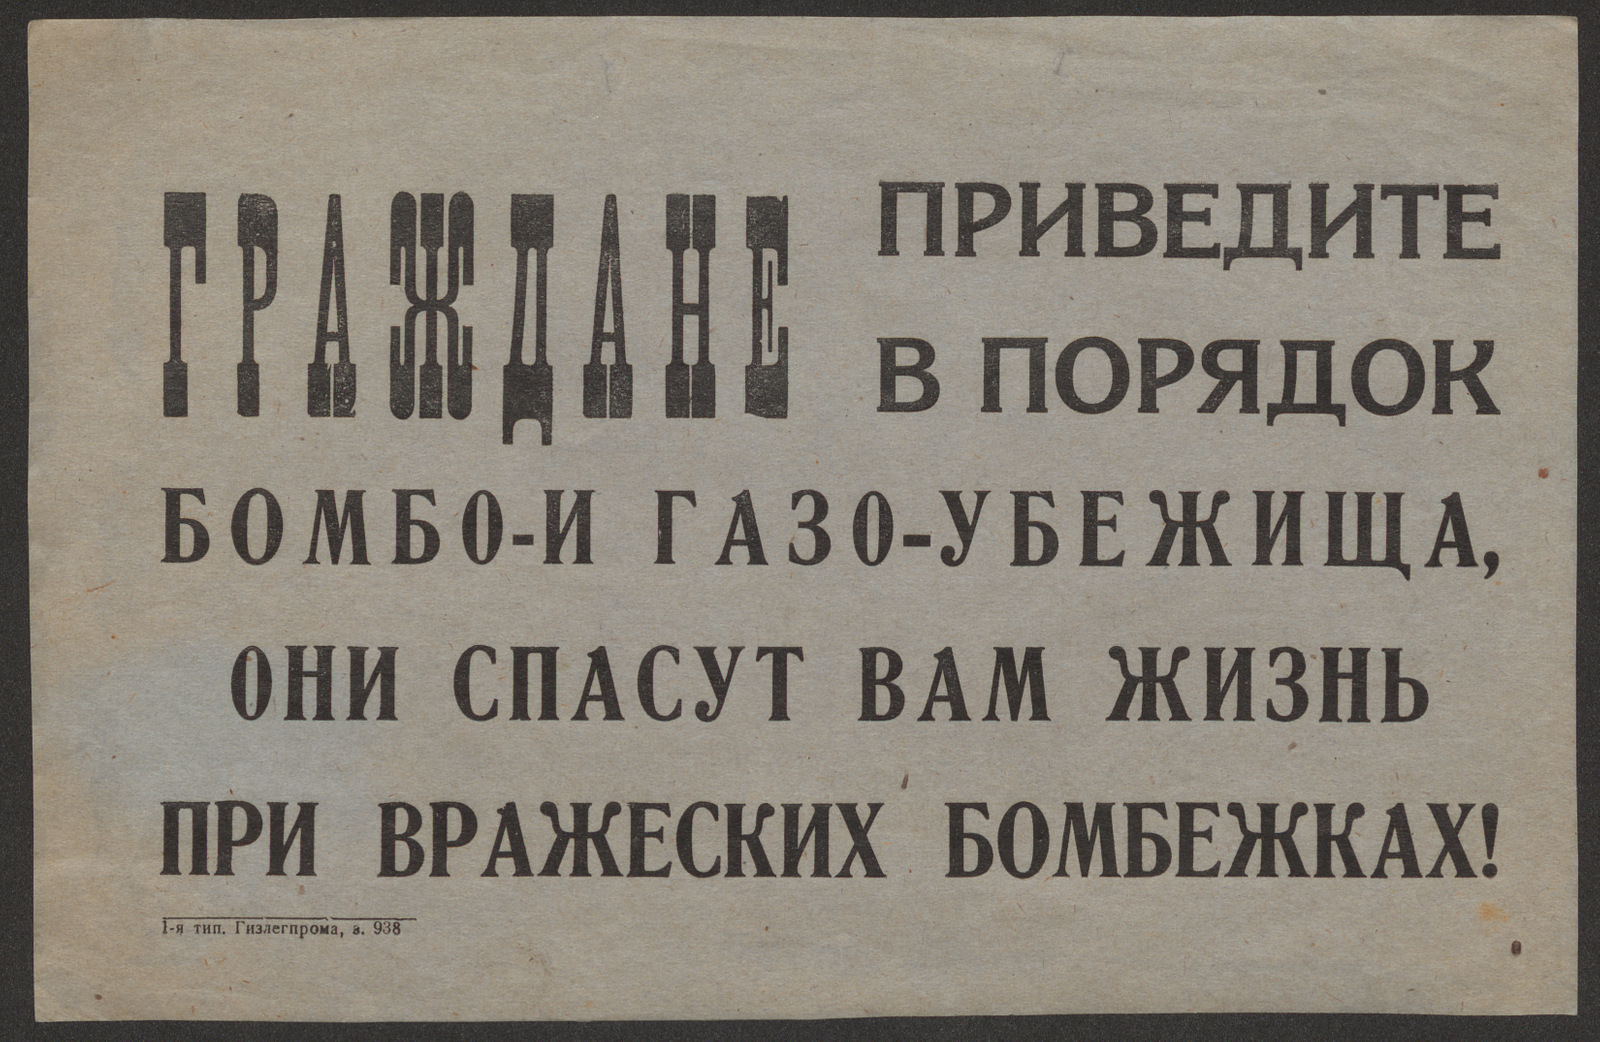 ГРАЖДАНЕ ПРИВЕДИТЕ
В ПОРЯДОК
БОМБО-И ГАЗО-УБЕЖИЩА,
ОНИ СПАСУТ ВАМ ЖИЗНЬ
ПРИ ВРАЖЕСКИХ БОМБЕЖКАХ!
1-я тип. Гизлегпрома, з. 938